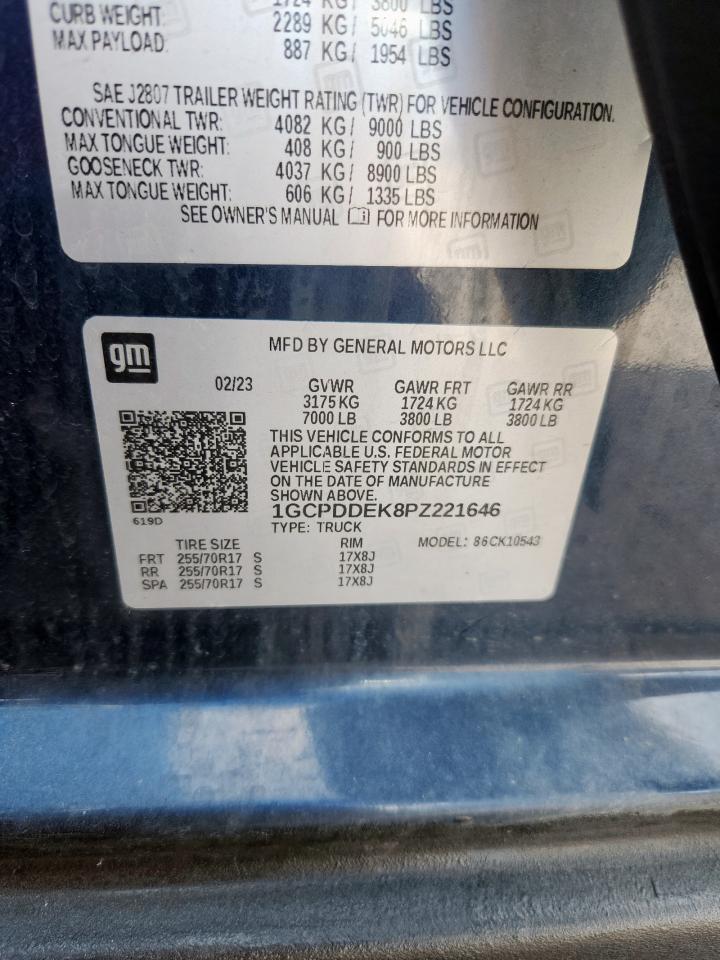 1724 KG/ 3800 LBS
CURB WEIGHT: 2289 KG/ 5046 LBS
MAX PAYLOAD: 887 KG/ 1954 LBS
SAE J2807 TRAILER WEIGHT RATING (TWR) FOR VEHICLE CONFIGURATION.
CONVENTIONAL TWR: 4082 KG/ 9000 LBS
MAX TONGUE WEIGHT: 408 KG/ 900 LBS
GOOSENECK TWR: 4037 KG/ 8900 LBS
MAX TONGUE WEIGHT: 606 KG/ 1335 LBS
SEE OWNER'S MANUAL FOR MORE INFORMATION
gm
MFD BY GENERAL MOTORS LLC
02/23 GVWR GAWR FRT GAWR RR
3175 KG 1724 KG 1724 KG
7000 LB 3800 LB 3800 LB
THIS VEHICLE CONFORMS TO ALL
APPLICABLE U.S. FEDERAL MOTOR
VEHICLE SAFETY STANDARDS IN EFFECT
ON THE DATE OF MANUFACTURE
SHOWN ABOVE.
1GCPDDEK8PZ221646
619D
TYPE: TRUCK
TIRE SIZE RIM MODEL: 86CK10543
FRT 255/70R17 S 17X8J
RR 255/70R17 S 17X8J
SPA 255/70R17 S 17X8J